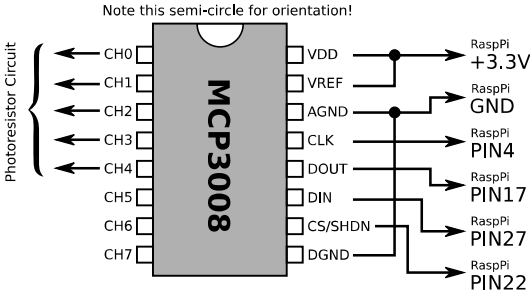 Note this semi-circle for orientation!
Photoresistor Circuit
CH0
CH1
CH2
CH3
CH4
CH5
CH6
CH7
MCP3008
VDD
VREF
AGND
CLK
DOUT
DIN
CS/SHDN
DGND
RaspPi
+3.3V
RaspPi
GND
RaspPi
PIN4
RaspPi
PIN17
RaspPi
PIN27
RaspPi
PIN22